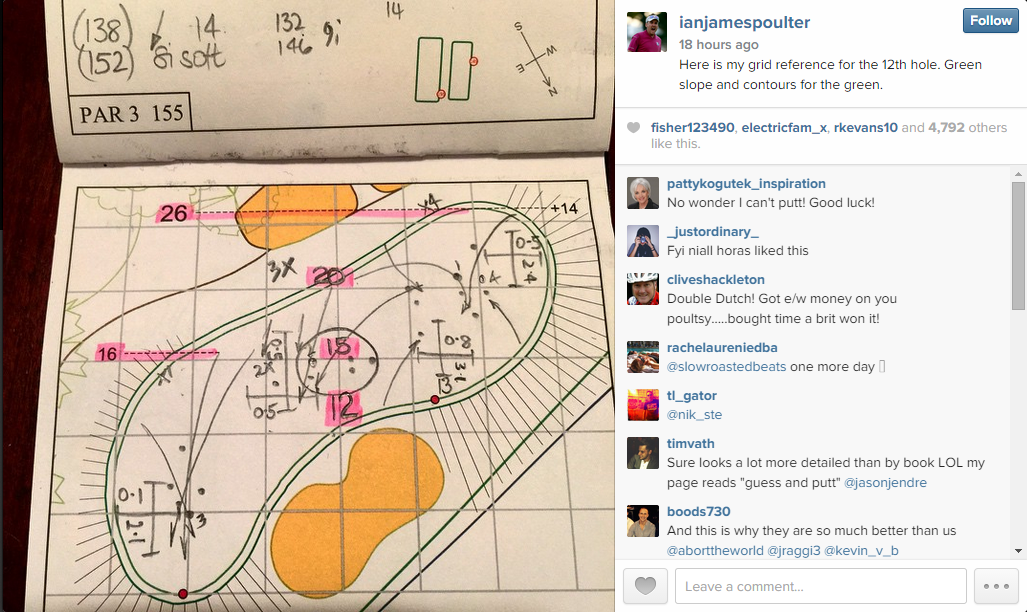 (138)
(152)
14
8i soft
132
146 9i
14
S
W
E
N
PAR 3 155
26
x4
+14
3X
20
0.5
2.4
16
15
2X
0.5
0.8
3.1
3
12
0.1
2.1
3
ianjamespoulter
Follow
18 hours ago
Here is my grid reference for the 12th hole. Green
slope and contours for the green.
fisher123490, electricfam_x, rkevans10 and 4,792 others
like this.
pattykogutek_inspiration
No wonder I can't putt! Good luck!
_justordinary_
Fyi niall horas liked this
cliveshackleton
Double Dutch! Got e/w money on you
poultsy.....bought time a brit won it!
rachelaureniedba
@slowroastedbeats one more day
tl_gator
@nik_ste
timvath
Sure looks a lot more detailed than by book LOL my
page reads "guess and putt" @jasonjendre
boods730
And this is why they are so much better than us
@aborttheworld @jraggi3 @kevin_v_b
Leave a comment...